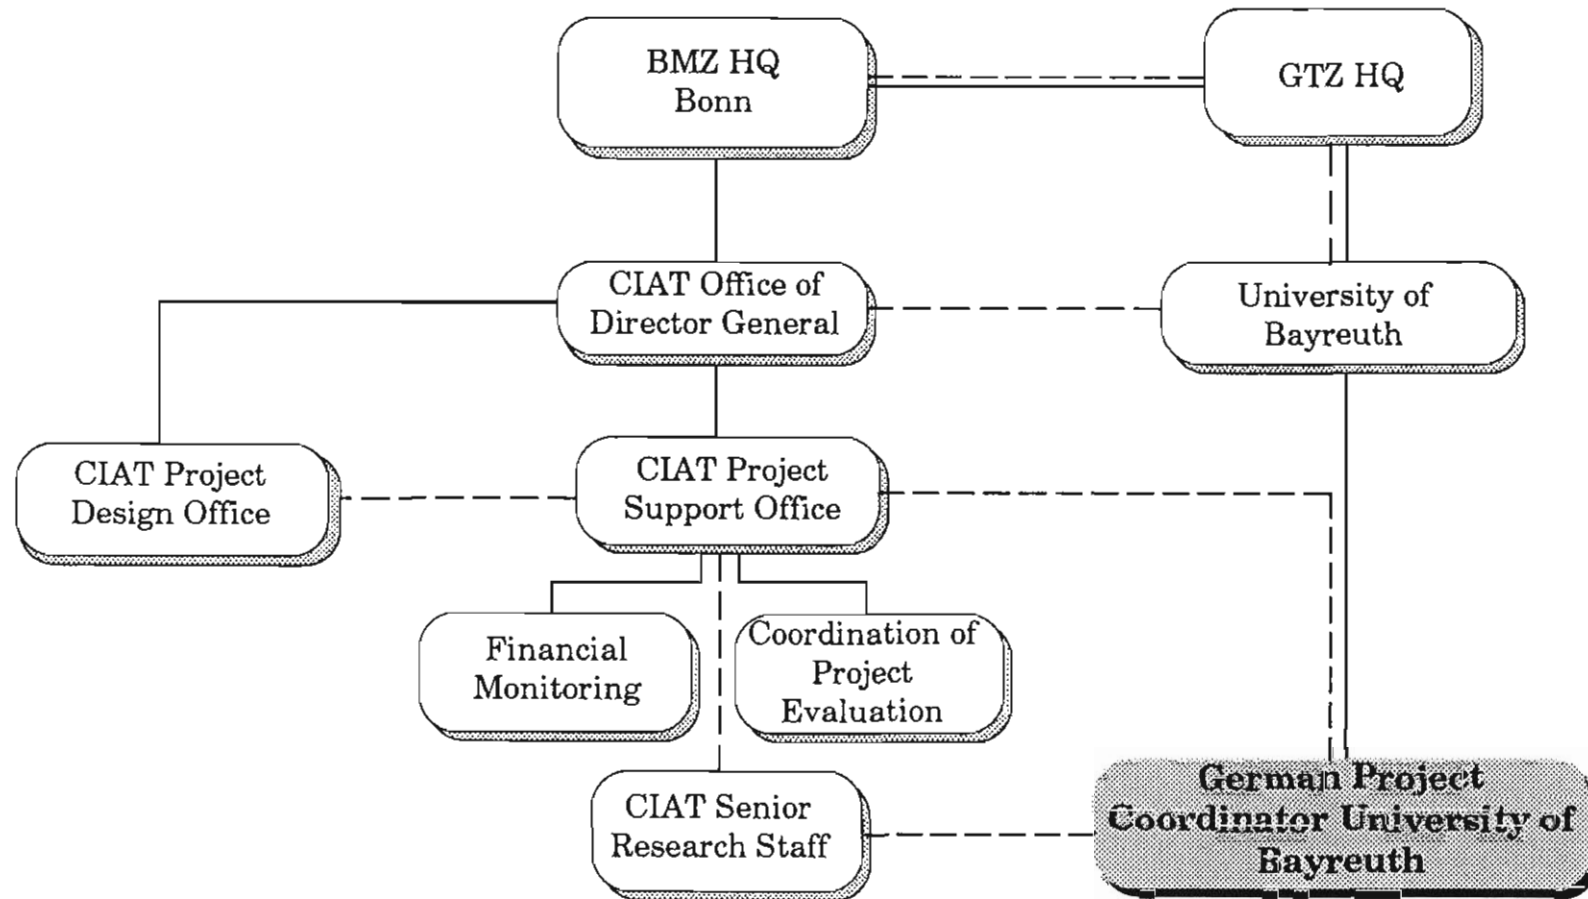 BMZ HQ
Bonn
GTZ HQ
CIAT Office of
Director General
University of
Bayreuth
CIAT Project
Design Office
CIAT Project
Support Office
Financial
Monitoring
Coordination of
Project
Evaluation
CIAT Senior
Research Staff
German Project
Coordinator University of
Bayreuth